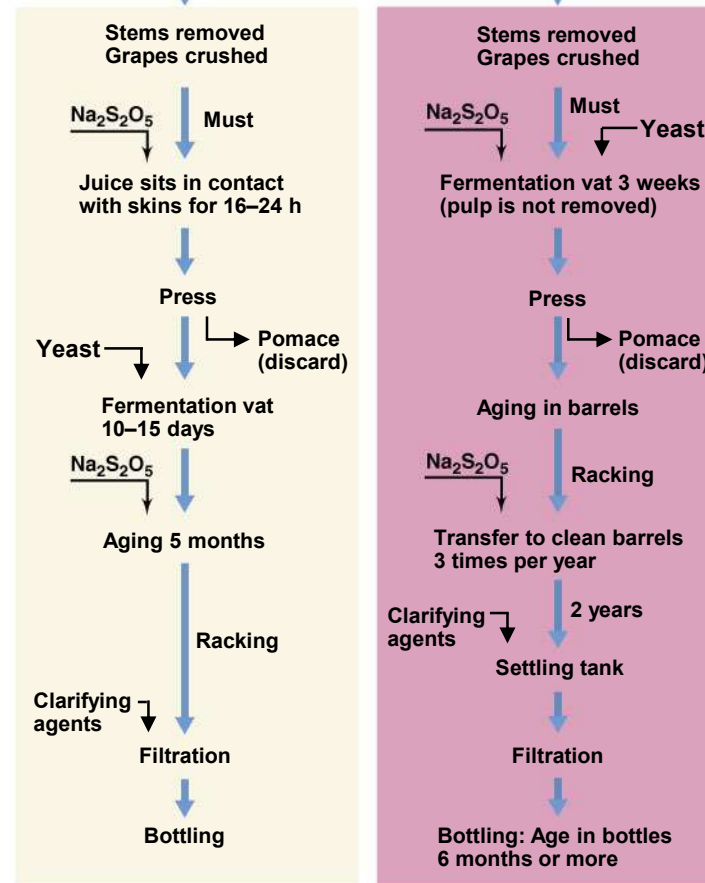 Stems removed
Grapes crushed
Na₂S₂O₅
Must
Juice sits in contact
with skins for 16–24 h
Press
Yeast
Pomace
(discard)
Fermentation vat
10–15 days
Na₂S₂O₅
Aging 5 months
Racking
Clarifying
agents
Filtration
Bottling
Stems removed
Grapes crushed
Na₂S₂O₅
Must
Yeast
Fermentation vat 3 weeks
(pulp is not removed)
Press
Pomace
(discard)
Aging in barrels
Na₂S₂O₅
Racking
Transfer to clean barrels
3 times per year
Clarifying
agents
2 years
Settling tank
Filtration
Bottling: Age in bottles
6 months or more